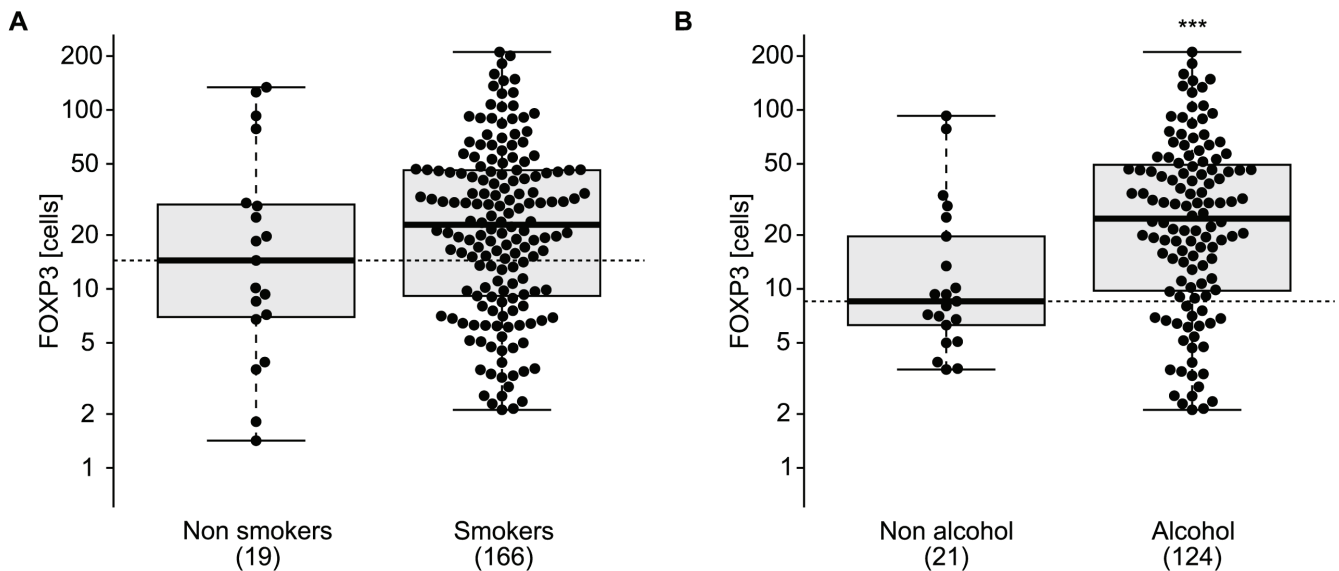 A
FOXP3 [cells]
200
100
50
20
10
5
2
1
Non smokers
(19)
Smokers
(166)
B
***
FOXP3 [cells]
200
100
50
20
10
5
2
1
Non alcohol
(21)
Alcohol
(124)